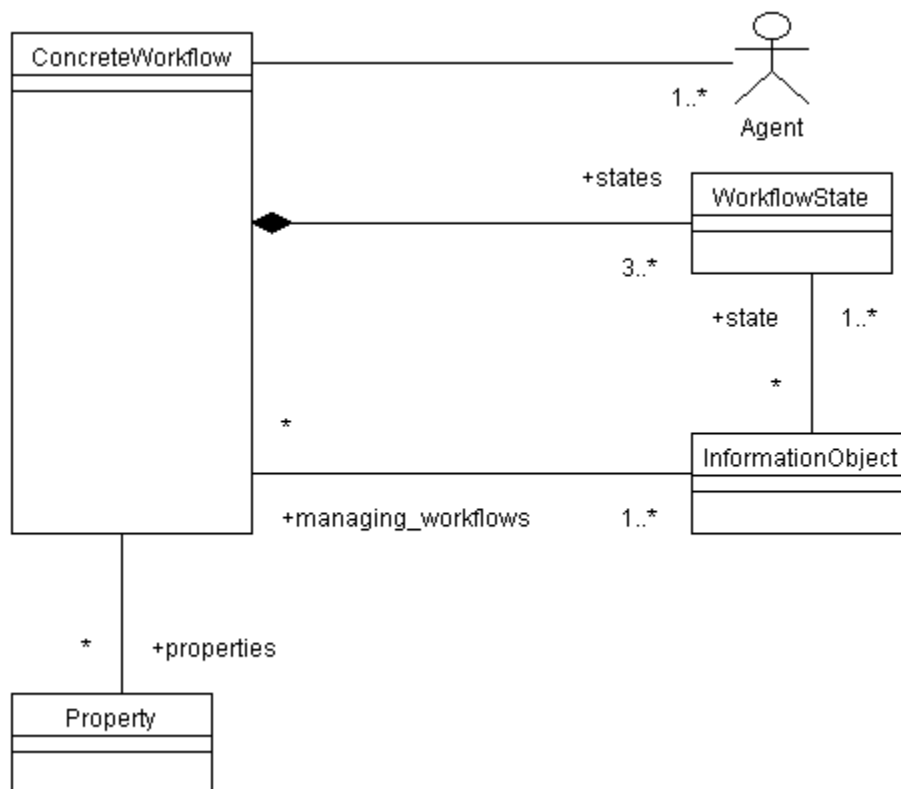 ConcreteWorkflow
1..*
Agent
+states
WorkflowState
3..*
+state
1..*
*
*
InformationObject
+managing_workflows
1..*
*
+properties
Property